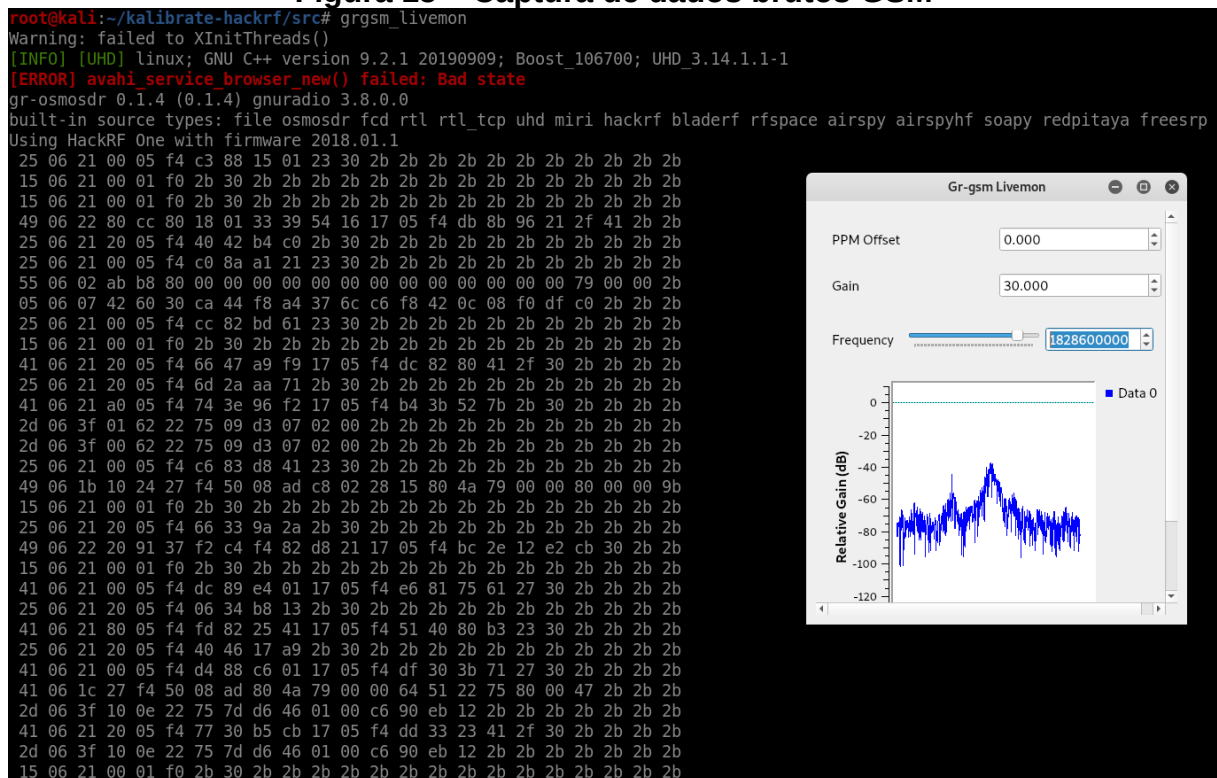 root@kali:~/kalibrate-hackrf/src# grgsm_livemon
Warning: failed to XInitThreads()
[INFO] [UHD] linux; GNU C++ version 9.2.1 20190909; Boost_106700; UHD_3.14.1.1-1
[ERROR] avahi_service_browser_new() failed: Bad state
gr-osmosdr 0.1.4 (0.1.4) gnuradio 3.8.0.0
built-in source types: file osmosdr fcd rtl rtl_tcp uhd miri hackrf bladerf rfspace airspy airspyhf soapy redpitaya freesrp
Using HackRF One with firmware 2018.01.1
25 06 21 00 05 f4 c3 88 15 01 23 30 2b 2b 2b 2b 2b 2b 2b 2b 2b 2b 2b
15 06 21 00 01 f0 2b 30 2b 2b 2b 2b 2b 2b 2b 2b 2b 2b 2b 2b 2b 2b 2b
15 06 21 00 01 f0 2b 30 2b 2b 2b 2b 2b 2b 2b 2b 2b 2b 2b 2b 2b 2b 2b
49 06 22 80 cc 80 18 01 33 39 54 16 17 05 f4 db 8b 96 21 2f 41 2b 2b
25 06 21 20 05 f4 40 42 b4 c0 2b 30 2b 2b 2b 2b 2b 2b 2b 2b 2b 2b 2b
25 06 21 00 05 f4 c0 8a a1 21 23 30 2b 2b 2b 2b 2b 2b 2b 2b 2b 2b 2b
55 06 02 ab b8 80 00 00 00 00 00 00 00 00 00 00 00 00 00 79 00 00 2b
05 06 07 42 60 30 ca 44 f8 a4 37 6c c6 f8 42 0c 08 f0 df c0 2b 2b 2b
25 06 21 00 05 f4 cc 82 bd 61 23 30 2b 2b 2b 2b 2b 2b 2b 2b 2b 2b 2b
15 06 21 00 01 f0 2b 30 2b 2b 2b 2b 2b 2b 2b 2b 2b 2b 2b 2b 2b 2b 2b
41 06 21 00 05 f4 66 47 a9 f9 17 05 f4 dc 82 80 41 2f 30 2b 2b 2b 2b
25 06 21 20 05 f4 6d 2a aa 71 2b 30 2b 2b 2b 2b 2b 2b 2b 2b 2b 2b 2b
41 06 21 a0 05 f4 74 3e 96 f2 17 05 f4 b4 3b 52 7b 2b 30 2b 2b 2b 2b
2d 06 3f 01 62 22 75 09 d3 07 02 00 2b 2b 2b 2b 2b 2b 2b 2b 2b 2b 2b
2d 06 3f 00 62 22 75 09 d3 07 02 00 2b 2b 2b 2b 2b 2b 2b 2b 2b 2b 2b
25 06 21 00 05 f4 c6 83 d8 41 23 30 2b 2b 2b 2b 2b 2b 2b 2b 2b 2b 2b
49 06 1b 10 24 27 f4 50 08 ad c8 02 28 15 80 4a 79 00 00 80 00 00 9b
15 06 21 00 01 f0 2b 30 2b 2b 2b 2b 2b 2b 2b 2b 2b 2b 2b 2b 2b 2b 2b
25 06 21 20 05 f4 66 35 9a 2a 2b 30 2b 2b 2b 2b 2b 2b 2b 2b 2b 2b 2b
49 06 22 20 91 37 f2 c4 f4 82 d8 06 17 05 f4 bc 2e 12 e2 cb 30 2b 2b
15 06 21 00 01 f0 2b 30 2b 2b 2b 2b 2b 2b 2b 2b 2b 2b 2b 2b 2b 2b 2b
41 06 21 00 05 f4 dc 89 e4 01 17 05 f4 e6 81 75 61 27 30 2b 2b 2b 2b
25 06 21 20 05 f4 06 34 b8 13 2b 30 2b 2b 2b 2b 2b 2b 2b 2b 2b 2b 2b
41 06 21 80 05 f4 fd 82 25 41 17 05 f4 51 40 80 b3 23 30 2b 2b 2b 2b
25 06 21 20 05 f4 40 46 17 a9 2b 30 2b 2b 2b 2b 2b 2b 2b 2b 2b 2b 2b
41 06 21 00 05 f4 d4 88 c6 01 17 05 f4 df 30 3b 71 27 30 2b 2b 2b 2b
41 06 1c 27 f4 50 08 ad 80 4a 79 00 00 64 51 22 75 80 00 47 2b 2b 2b
2d 06 3f 10 0e 22 75 7d d6 46 01 00 c6 90 eb 12 2b 2b 2b 2b 2b 2b 2b
41 06 21 20 05 f4 77 30 b5 cb 17 05 f4 dd 33 23 41 2f 30 2b 2b 2b 2b
2d 06 3f 10 0e 22 75 7d d6 46 01 00 c6 90 eb 12 2b 2b 2b 2b 2b 2b 2b
15 06 21 00 01 f0 2b 30 2b 2b 2b 2b 2b 2b 2b 2b 2b 2b 2b 2b 2b 2b 2b
Gr-gsm Livemon
PPM Offset 0.000
Gain 30.000
Frequency 1828600000
Data 0
Relative Gain (dB)
0
-20
-40
-60
-80
-100
-120